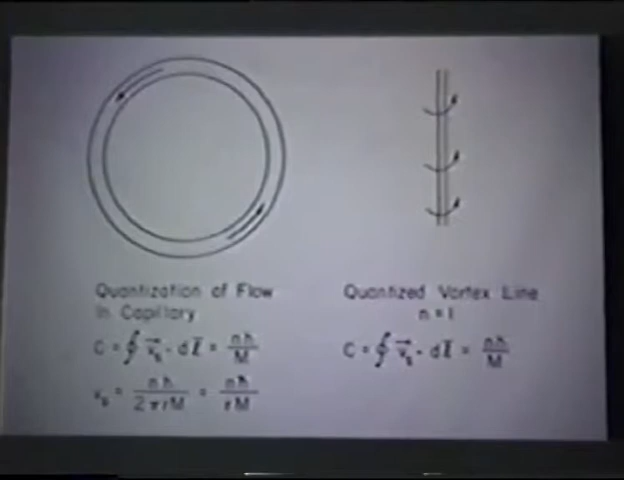 Quantization of Flow
in Capillary
C = ∮ v⃗ₛ · dl⃗ = nh/M
vₛ = nh/2πrM = nħ/rM
Quantized Vortex Line
n = 1
C = ∮ v⃗ₛ · dl⃗ = nh/M